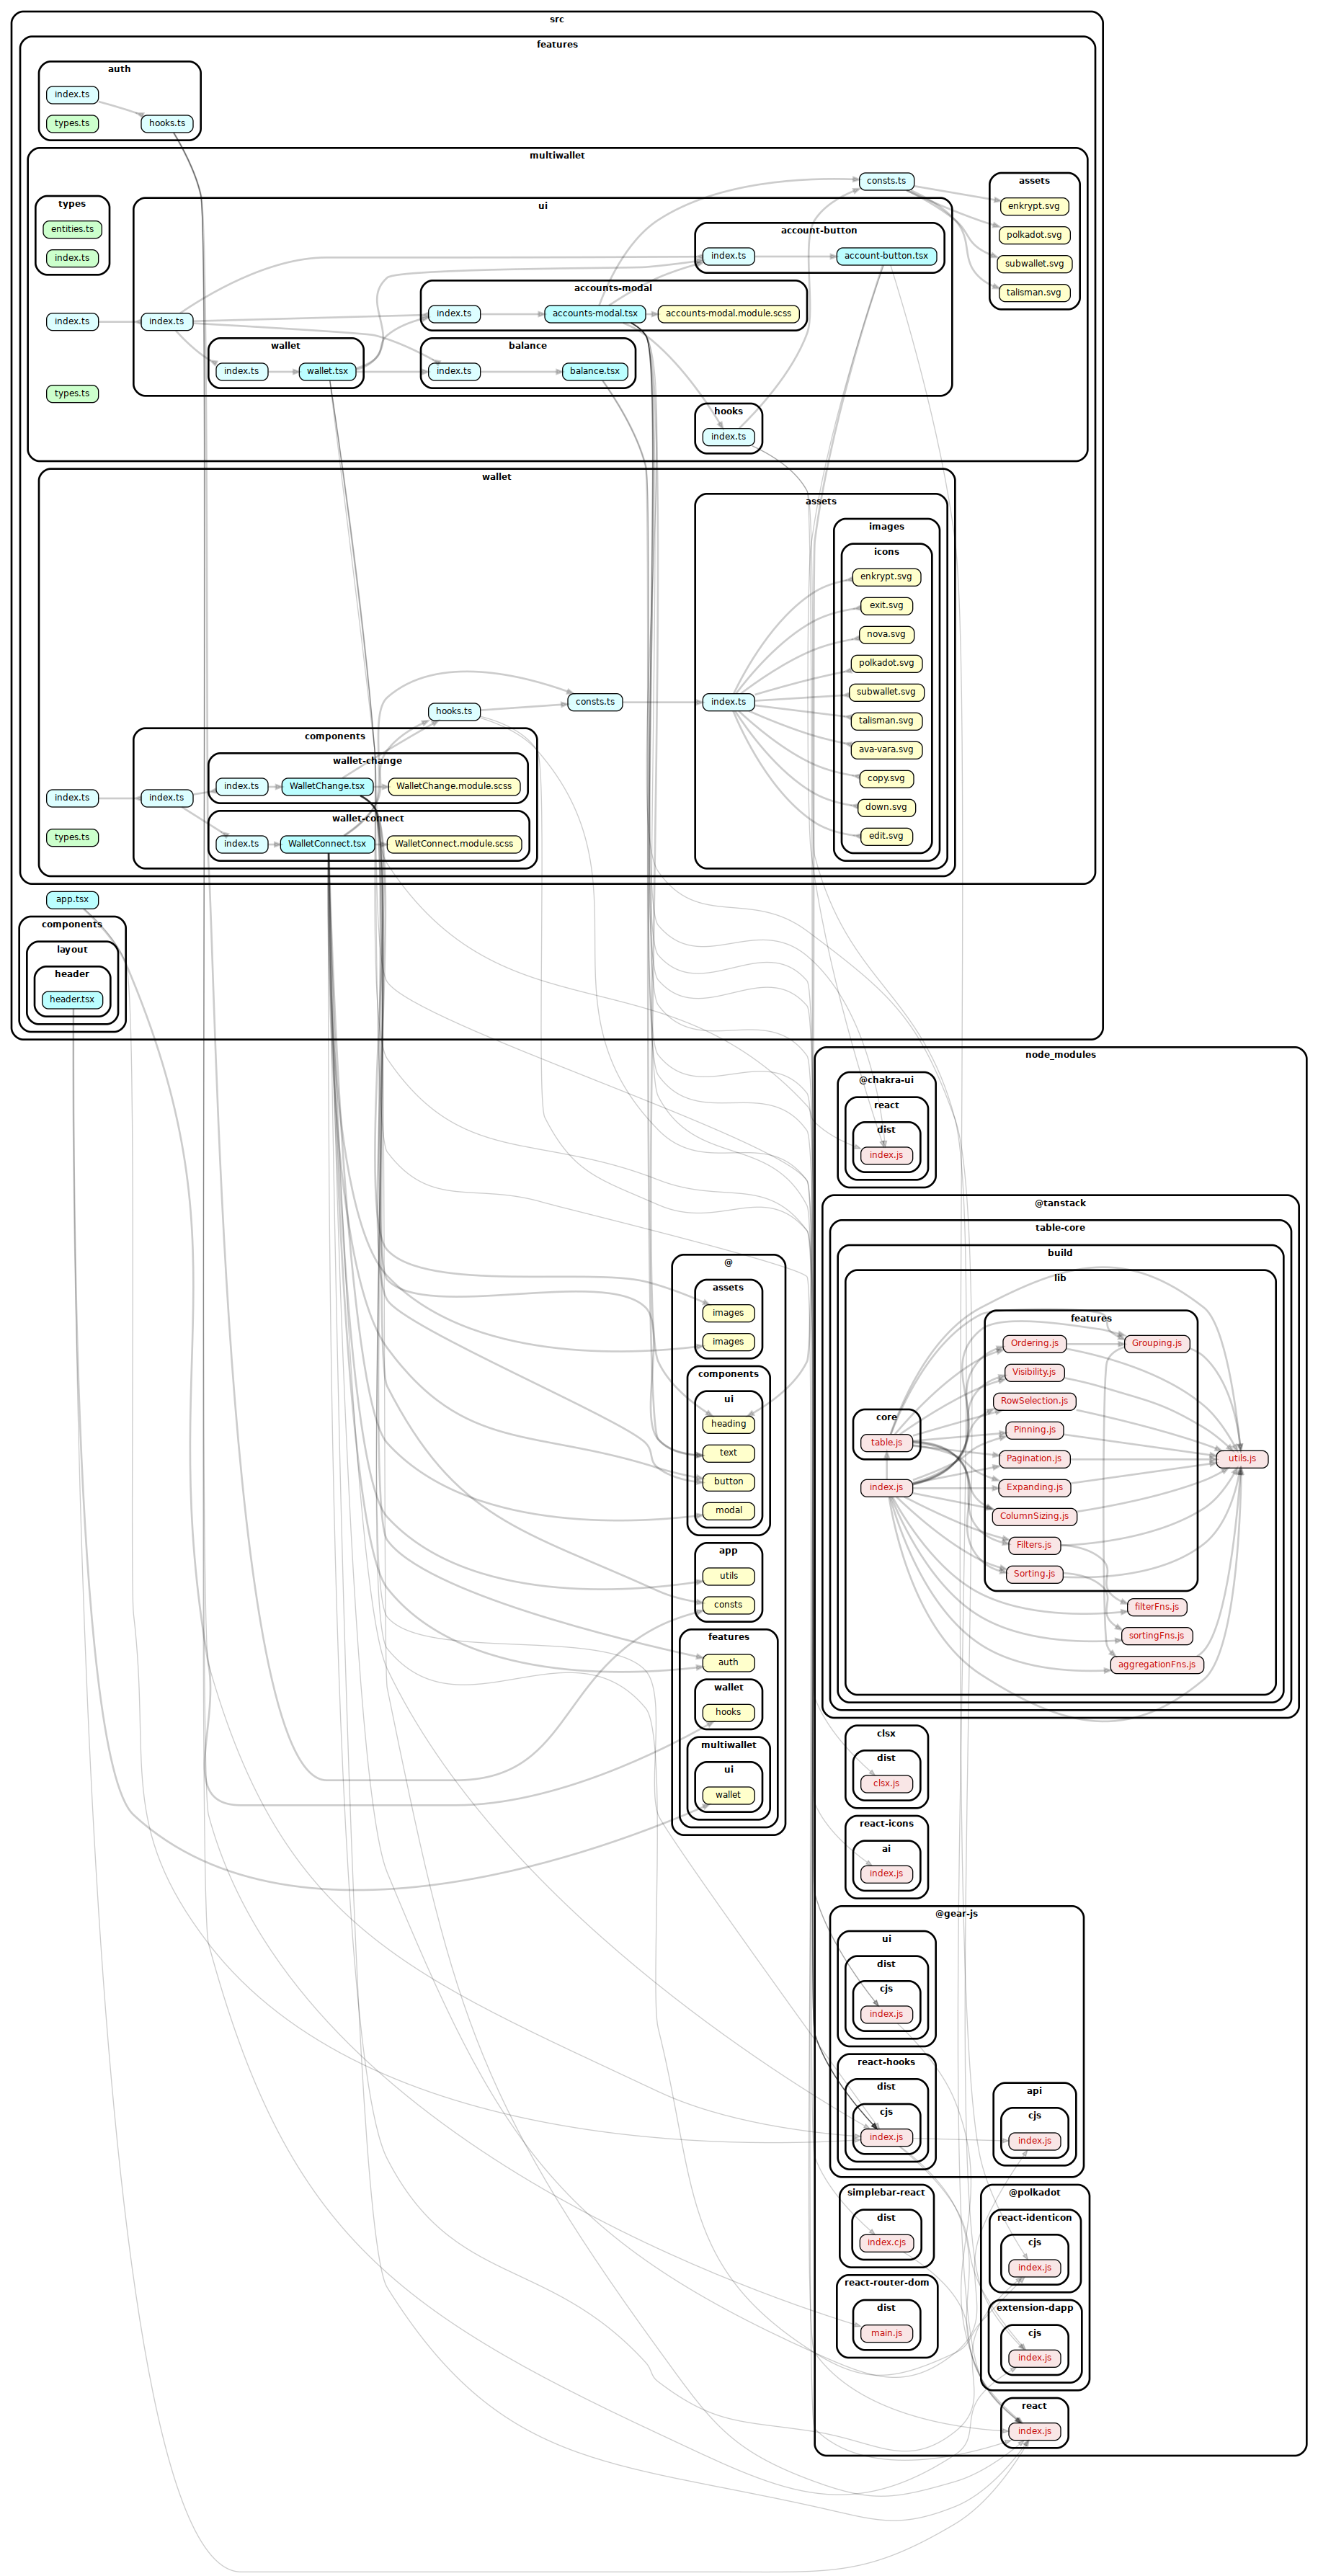 src
features
auth
index.ts
types.ts
hooks.ts
multiwallet
consts.ts
assets
enkrypt.svg
polkadot.svg
subwallet.svg
talisman.svg
types
entities.ts
index.ts
ui
account-button
index.ts
account-button.tsx
accounts-modal
index.ts
accounts-modal.tsx
accounts-modal.module.scss
index.ts
index.ts
wallet
index.ts
wallet.tsx
balance
index.ts
balance.tsx
types.ts
hooks
index.ts
wallet
assets
images
icons
enkrypt.svg
exit.svg
nova.svg
polkadot.svg
subwallet.svg
talisman.svg
ava-vara.svg
copy.svg
down.svg
edit.svg
index.ts
consts.ts
hooks.ts
components
wallet-change
index.ts
WalletChange.tsx
WalletChange.module.scss
index.ts
index.ts
wallet-connect
index.ts
WalletConnect.tsx
WalletConnect.module.scss
types.ts
app.tsx
components
layout
header
header.tsx
node_modules
@chakra-ui
react
dist
index.js
@tanstack
table-core
build
lib
features
Ordering.js
Grouping.js
Visibility.js
RowSelection.js
Pinning.js
Pagination.js
Expanding.js
ColumnSizing.js
Filters.js
Sorting.js
core
table.js
index.js
utils.js
filterFns.js
sortingFns.js
aggregationFns.js
@
assets
images
images
components
ui
heading
text
button
modal
app
utils
consts
features
auth
wallet
hooks
multiwallet
ui
wallet
clsx
dist
clsx.js
react-icons
ai
index.js
@gear-js
ui
dist
cjs
index.js
react-hooks
dist
cjs
index.js
api
cjs
index.js
simplebar-react
dist
index.cjs
@polkadot
react-identicon
cjs
index.js
extension-dapp
cjs
index.js
react-router-dom
dist
main.js
react
index.js